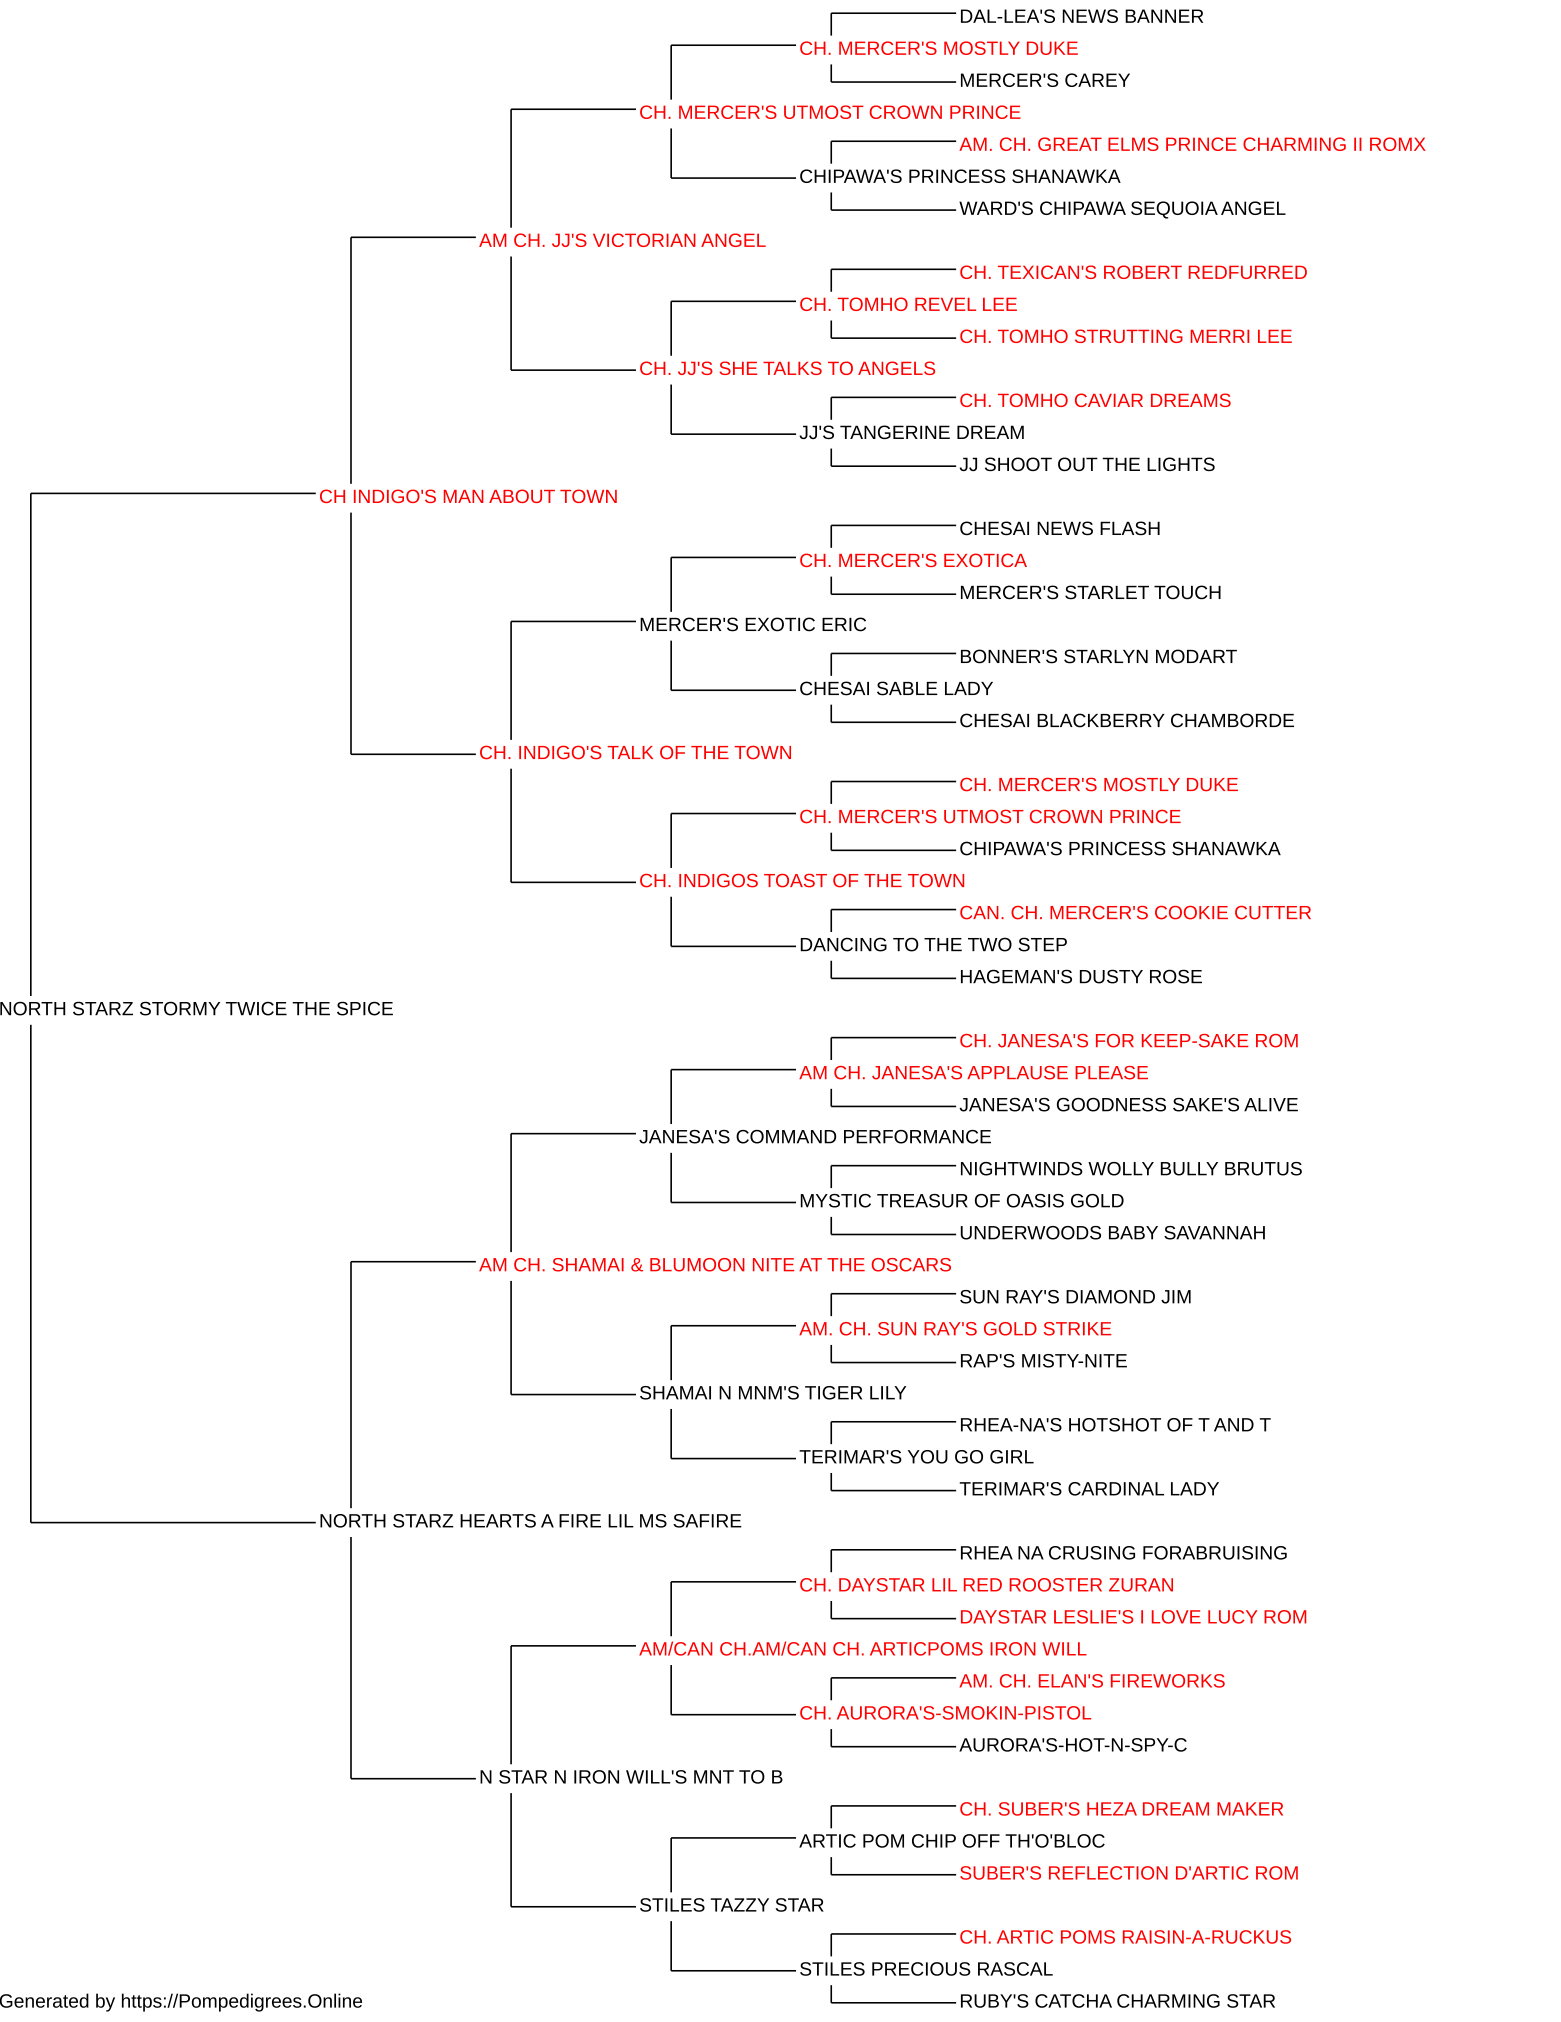 DAL-LEA'S NEWS BANNER
CH. MERCER'S MOSTLY DUKE
MERCER'S CAREY
CH. MERCER'S UTMOST CROWN PRINCE
AM. CH. GREAT ELMS PRINCE CHARMING II ROMX
CHIPAWA'S PRINCESS SHANAWKA
WARD'S CHIPAWA SEQUOIA ANGEL
AM CH. JJ'S VICTORIAN ANGEL
CH. TEXICAN'S ROBERT REDFURRED
CH. TOMHO REVEL LEE
CH. TOMHO STRUTTING MERRI LEE
CH. JJ'S SHE TALKS TO ANGELS
CH. TOMHO CAVIAR DREAMS
JJ'S TANGERINE DREAM
JJ SHOOT OUT THE LIGHTS
CH INDIGO'S MAN ABOUT TOWN
CHESAI NEWS FLASH
CH. MERCER'S EXOTICA
MERCER'S STARLET TOUCH
MERCER'S EXOTIC ERIC
BONNER'S STARLYN MODART
CHESAI SABLE LADY
CHESAI BLACKBERRY CHAMBORDE
CH. INDIGO'S TALK OF THE TOWN
CH. MERCER'S MOSTLY DUKE
CH. MERCER'S UTMOST CROWN PRINCE
CHIPAWA'S PRINCESS SHANAWKA
CH. INDIGOS TOAST OF THE TOWN
CAN. CH. MERCER'S COOKIE CUTTER
DANCING TO THE TWO STEP
HAGEMAN'S DUSTY ROSE
NORTH STARZ STORMY TWICE THE SPICE
CH. JANESA'S FOR KEEP-SAKE ROM
AM CH. JANESA'S APPLAUSE PLEASE
JANESA'S GOODNESS SAKE'S ALIVE
JANESA'S COMMAND PERFORMANCE
NIGHTWINDS WOLLY BULLY BRUTUS
MYSTIC TREASUR OF OASIS GOLD
UNDERWOODS BABY SAVANNAH
AM CH. SHAMAI & BLUMOON NITE AT THE OSCARS
SUN RAY'S DIAMOND JIM
AM. CH. SUN RAY'S GOLD STRIKE
RAP'S MISTY-NITE
SHAMAI N MNM'S TIGER LILY
RHEA-NA'S HOTSHOT OF T AND T
TERIMAR'S YOU GO GIRL
TERIMAR'S CARDINAL LADY
NORTH STARZ HEARTS A FIRE LIL MS SAFIRE
RHEA NA CRUSING FORABRUISING
CH. DAYSTAR LIL RED ROOSTER ZURAN
DAYSTAR LESLIE'S I LOVE LUCY ROM
AM/CAN CH.AM/CAN CH. ARTICPOMS IRON WILL
AM. CH. ELAN'S FIREWORKS
CH. AURORA'S-SMOKIN-PISTOL
AURORA'S-HOT-N-SPY-C
N STAR N IRON WILL'S MNT TO B
CH. SUBER'S HEZA DREAM MAKER
ARTIC POM CHIP OFF TH'O'BLOC
SUBER'S REFLECTION D'ARTIC ROM
STILES TAZZY STAR
CH. ARTIC POMS RAISIN-A-RUCKUS
STILES PRECIOUS RASCAL
RUBY'S CATCHA CHARMING STAR
Generated by https://Pompedigrees.Online